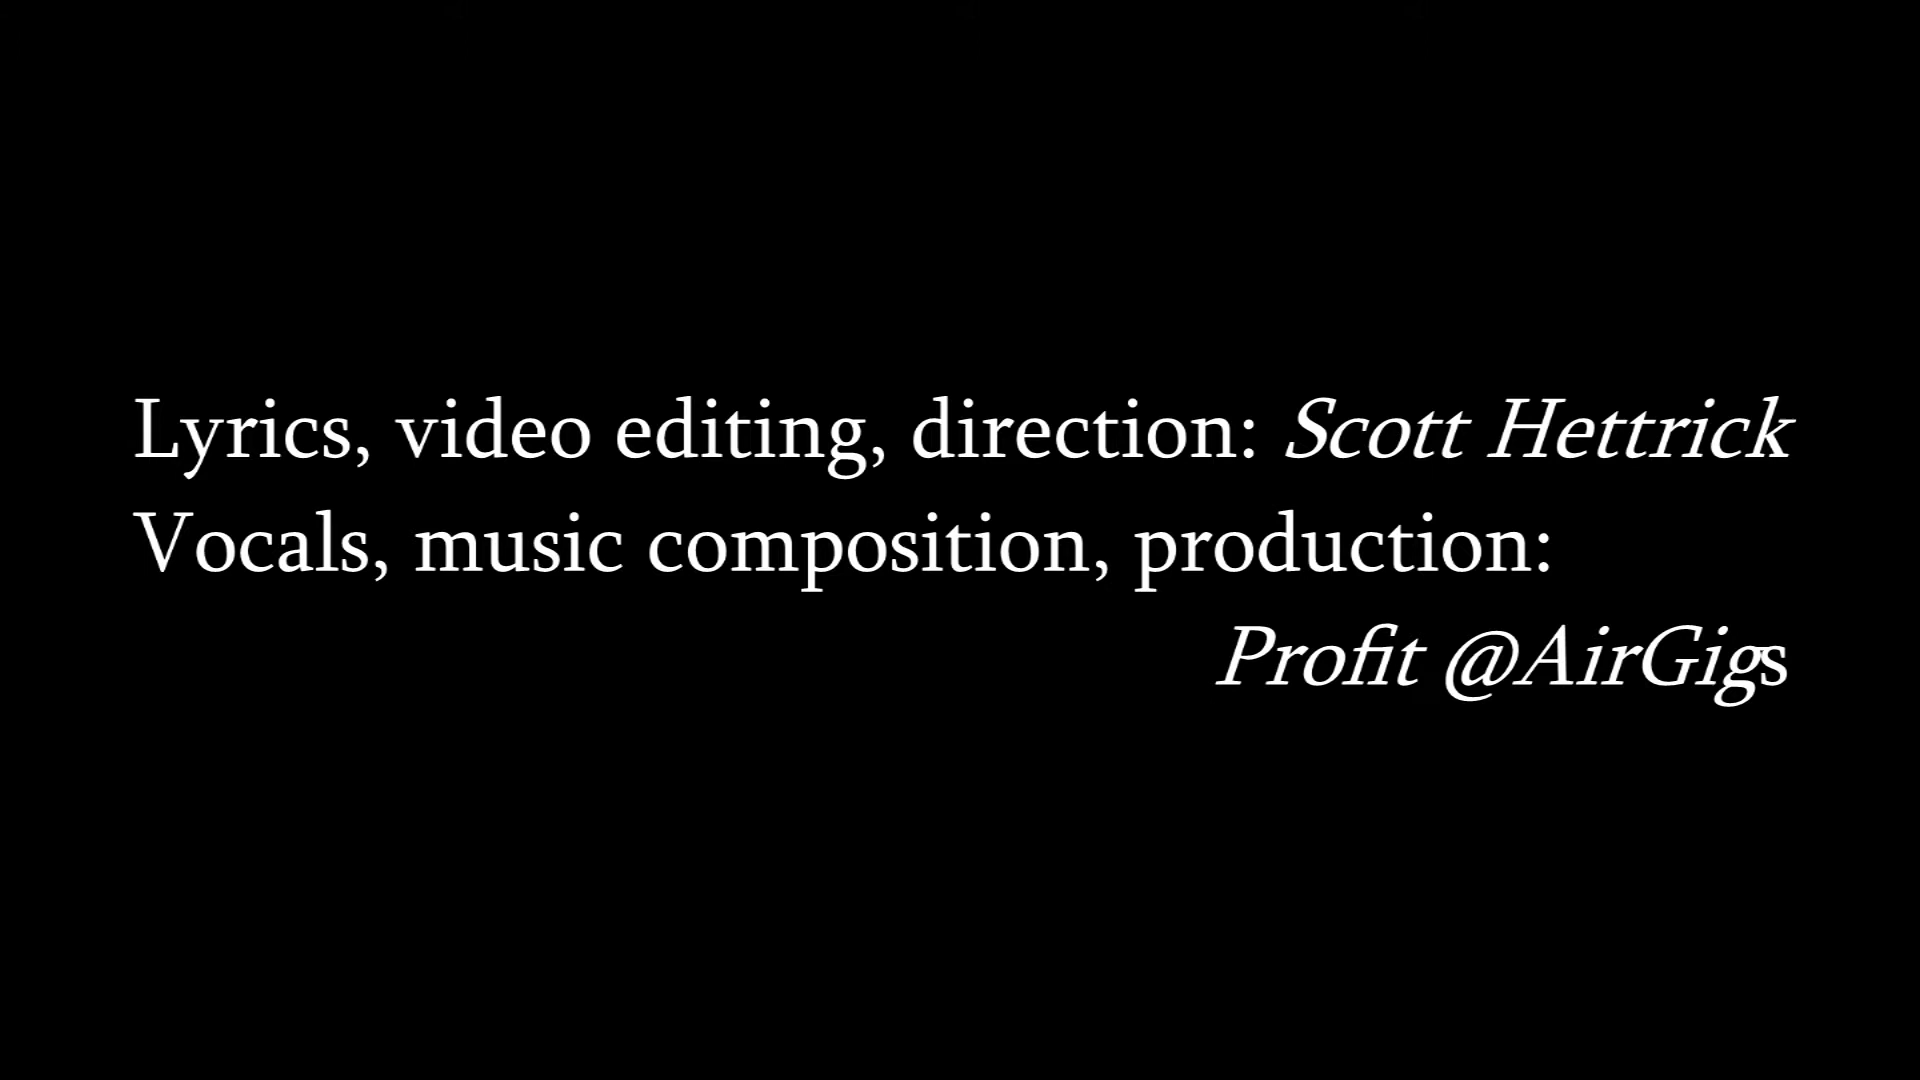 Lyrics, video editing, direction: Scott Hettrick
Vocals, music composition, production:
Profit @AirGigs